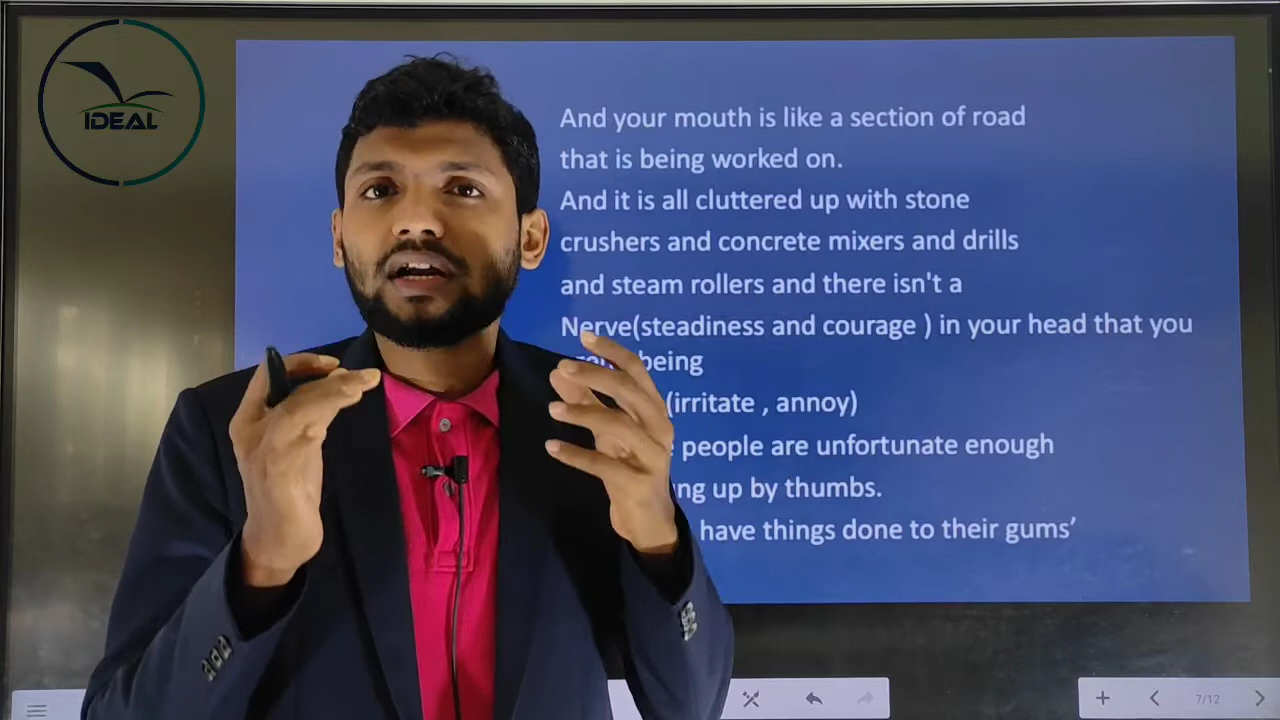 IDEAL
And your mouth is like a section of road
that is being worked on.
And it is all cluttered up with stone
crushers and concrete mixers and drills
and steam rollers and there isn't a
Nerve(steadiness and courage ) in your head that you
being
(irritate , annoy)
people are unfortunate enough
up by thumbs.
have things done to their gums’
7/12